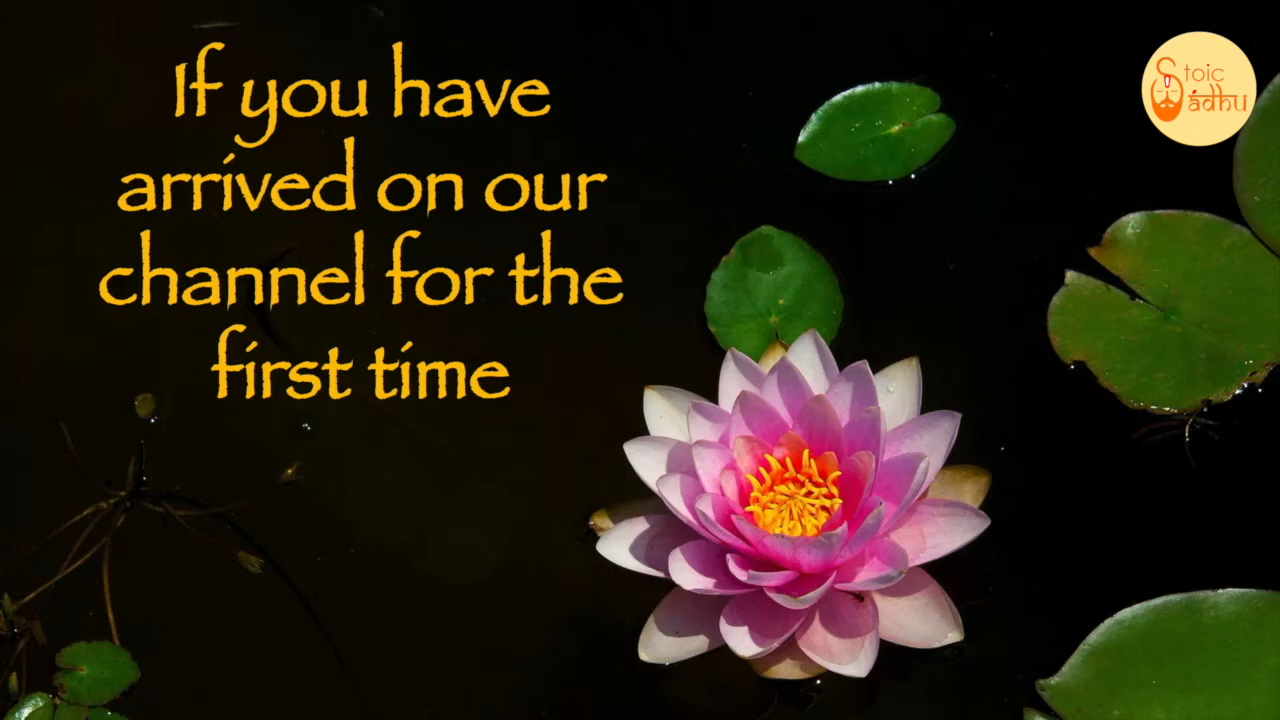 If you have
arrived on our
channel for the
first time
Stoic
Sadhu